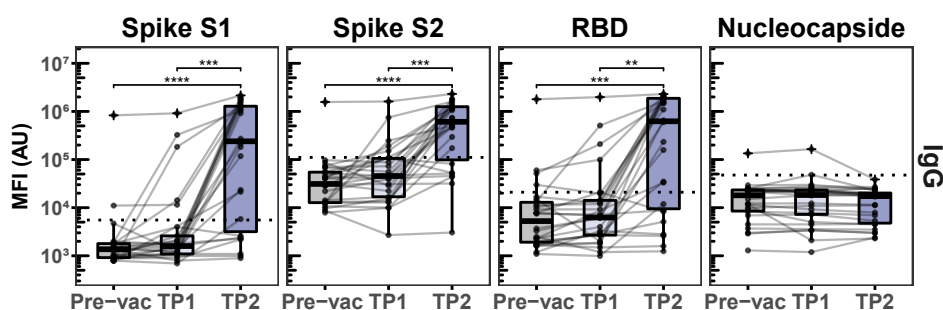 Spike S1 Spike S2 RBD Nucleocapside
MFI (AU)
10⁷
10⁶
10⁵
10⁴
10³
*** *** **
**** **** ***
IgG
Pre−vac TP1 TP2 Pre−vac TP1 TP2 Pre−vac TP1 TP2 Pre−vac TP1 TP2